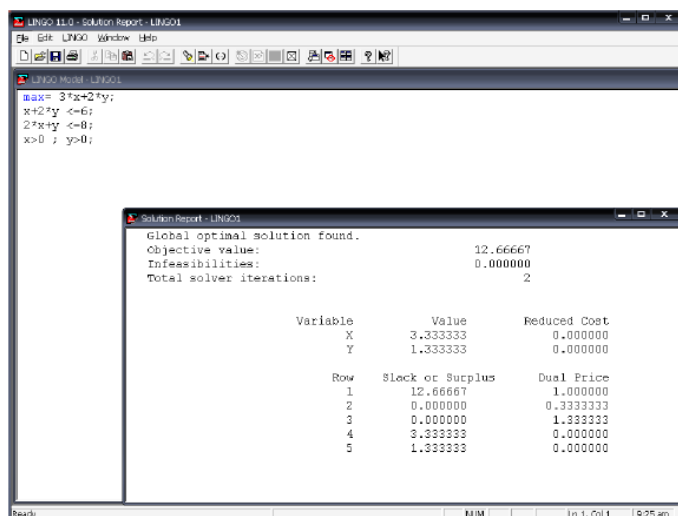 LINGO 11.0 - Solution Report - LINGO1
File Edit LINGO Window Help
LINGO Model - LINGO1
max= 3*x+2*y;
x+2*y <=6;
2*x+y <=8;
x>0 ; y>0;
Solution Report - LINGO1
Global optimal solution found.
Objective value: 12.66667
Infeasibilities: 0.000000
Total solver iterations: 2
Variable Value Reduced Cost
X 3.333333 0.000000
Y 1.333333 0.000000
Row Slack or Surplus Dual Price
1 12.66667 1.000000
2 0.000000 0.3333333
3 0.000000 1.333333
4 3.333333 0.000000
5 1.333333 0.000000
Ready NUM Ln 1, Col 1 9:25 am